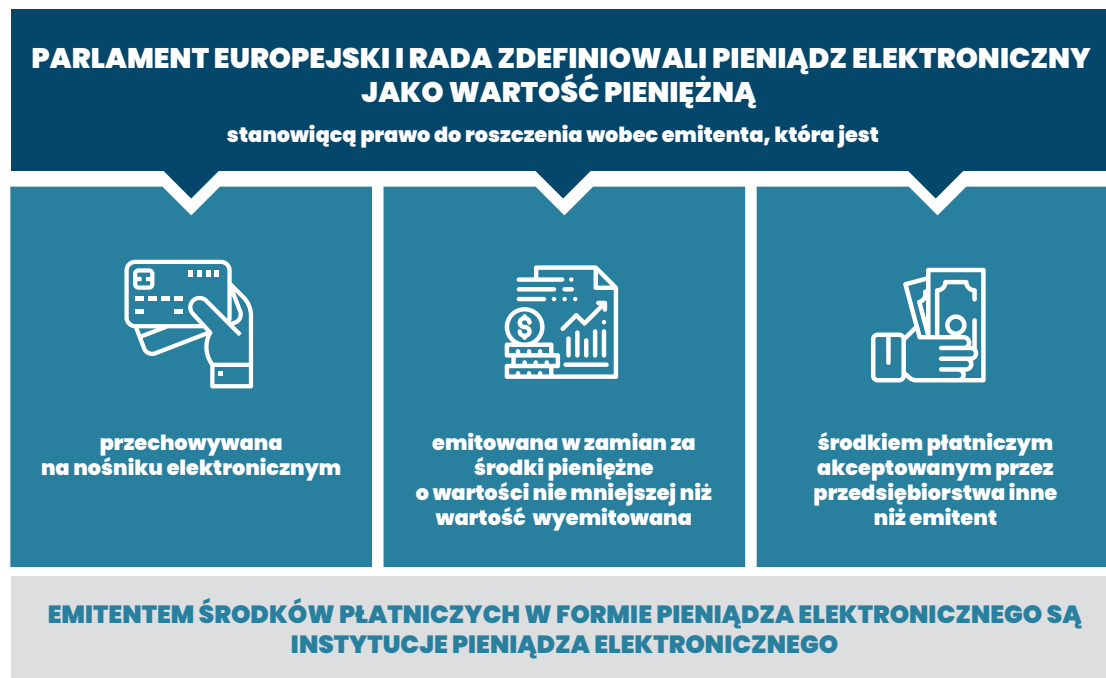 PARLAMENT EUROPEJSKI I RADA ZDEFINIOWALI PIENIĄDZ ELEKTRONICZNY
JAKO WARTOŚĆ PIENIĘŻNĄ
stanowiącą prawo do roszczenia wobec emitenta, która jest
przechowywana
na nośniku elektronicznym
emitowana w zamian za
środki pieniężne
o wartości nie mniejszej niż
wartość wyemitowana
środkiem płatniczym
akceptowanym przez
przedsiębiorstwa inne
niż emitent
EMITENTEM ŚRODKÓW PŁATNICZYCH W FORMIE PIENIĄDZA ELEKTRONICZNEGO SĄ
INSTYTUCJE PIENIĄDZA ELEKTRONICZNEGO